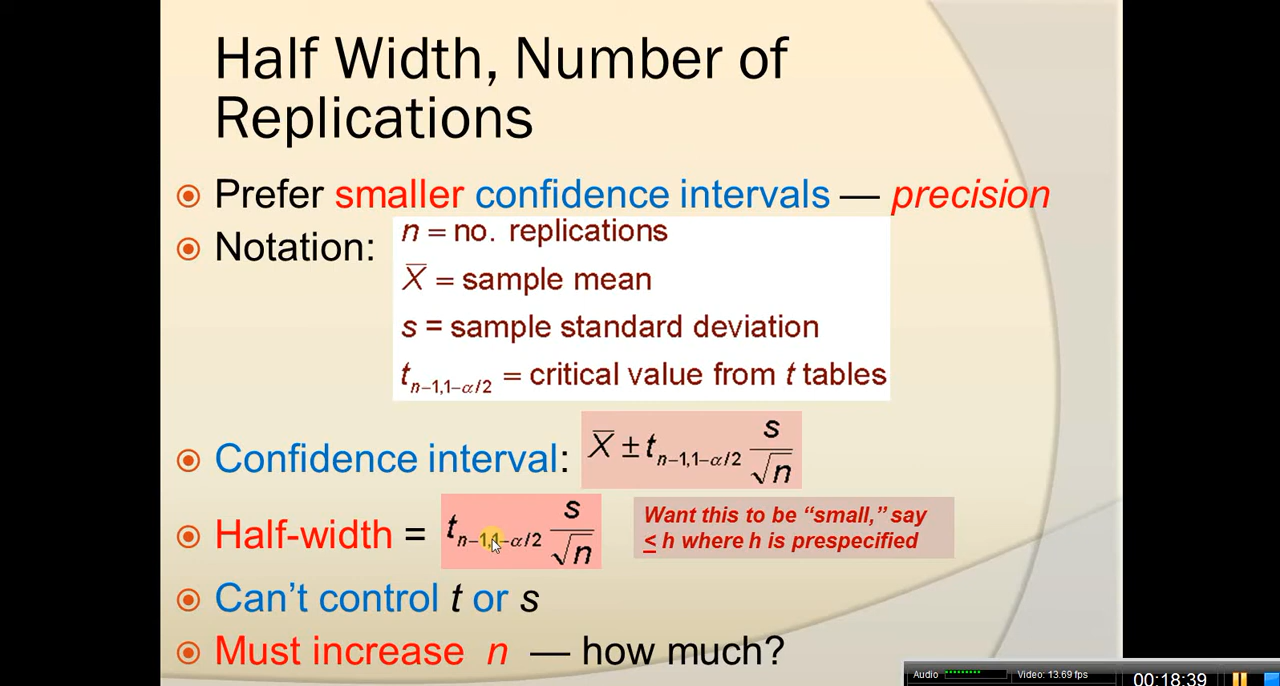 Half Width, Number of
Replications
Prefer smaller confidence intervals — precision
Notation:
n = no. replications
X̅ = sample mean
s = sample standard deviation
tₙ₋₁,₁₋α/₂ = critical value from t tables
Confidence interval: X̅ ± tₙ₋₁,₁₋α/₂ s/√n
Half-width = tₙ₋₁,₁₋α/₂ s/√n
Want this to be “small,” say
≤ h where h is prespecified
Can’t control t or s
Must increase n — how much?
Audio Video: 13.69 fps 00:18:39